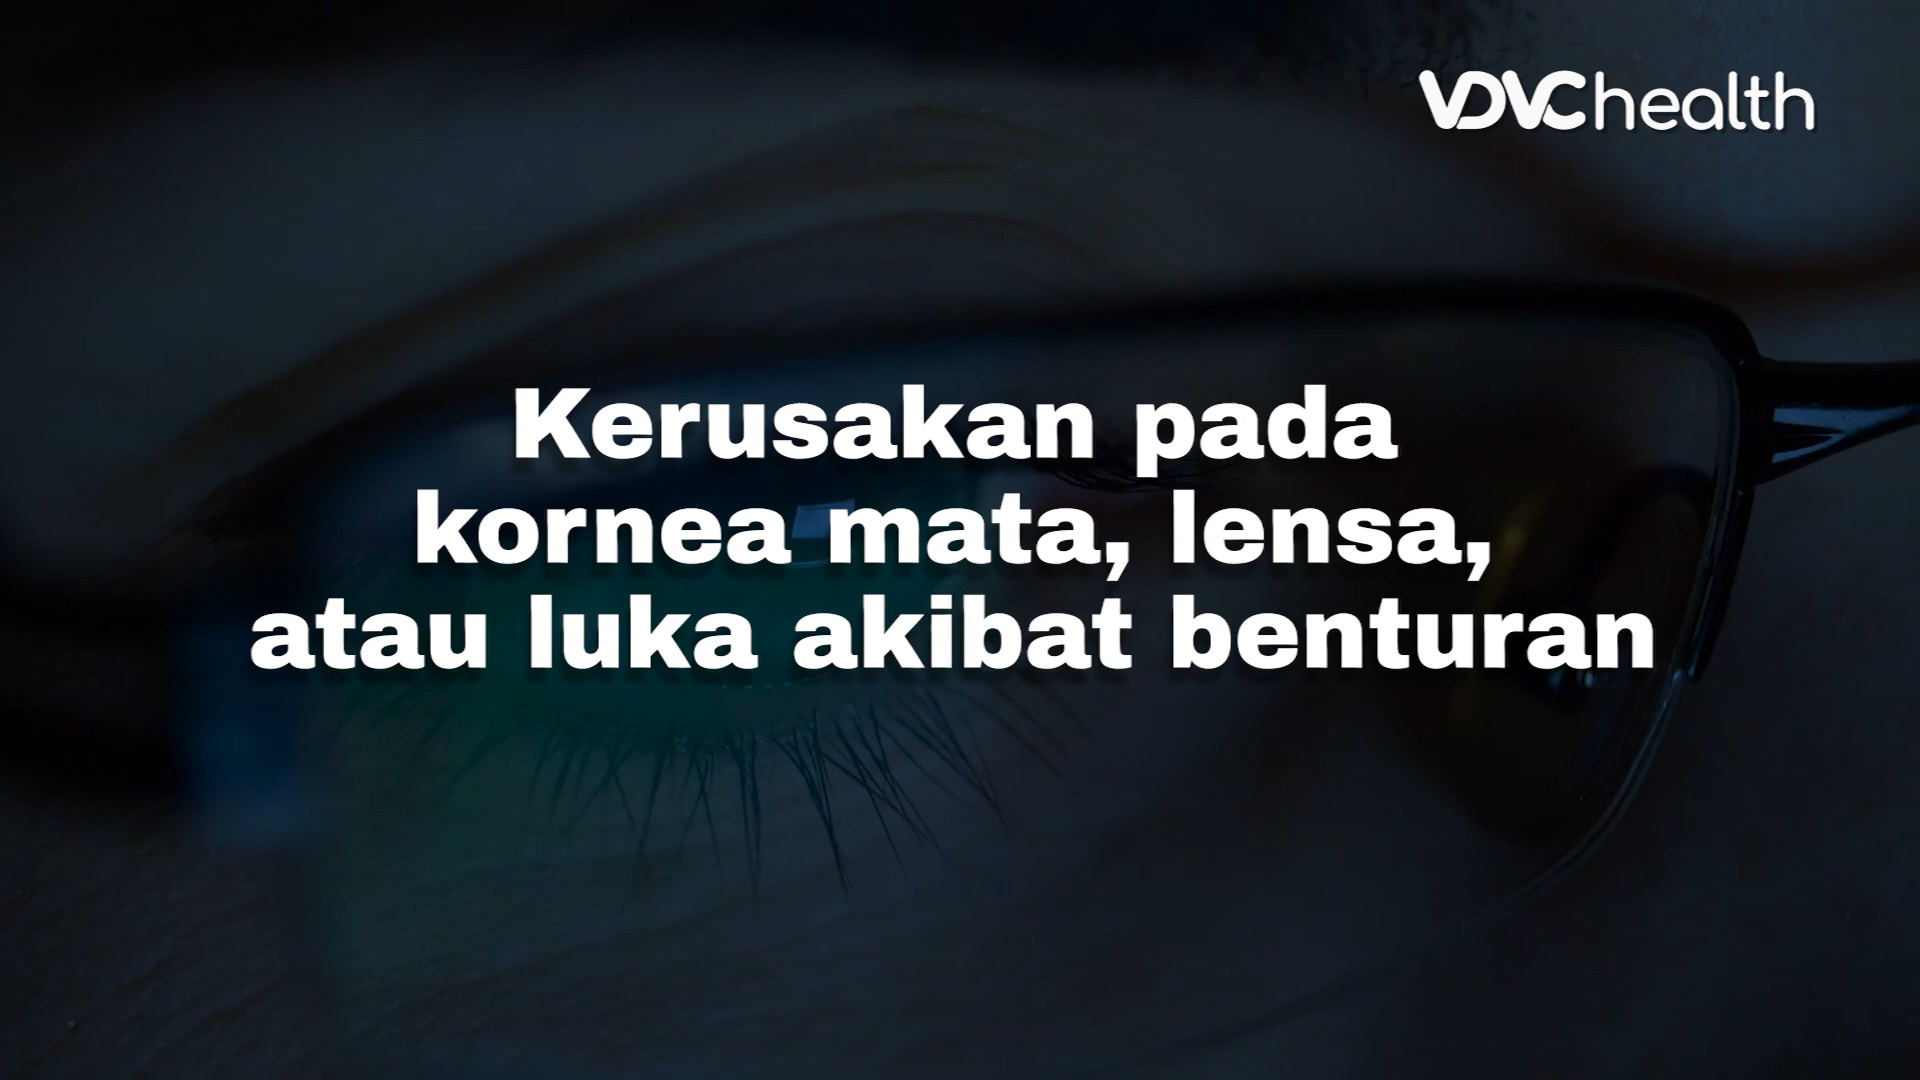 VDVC health
Kerusakan pada
kornea mata, lensa,
atau luka akibat benturan